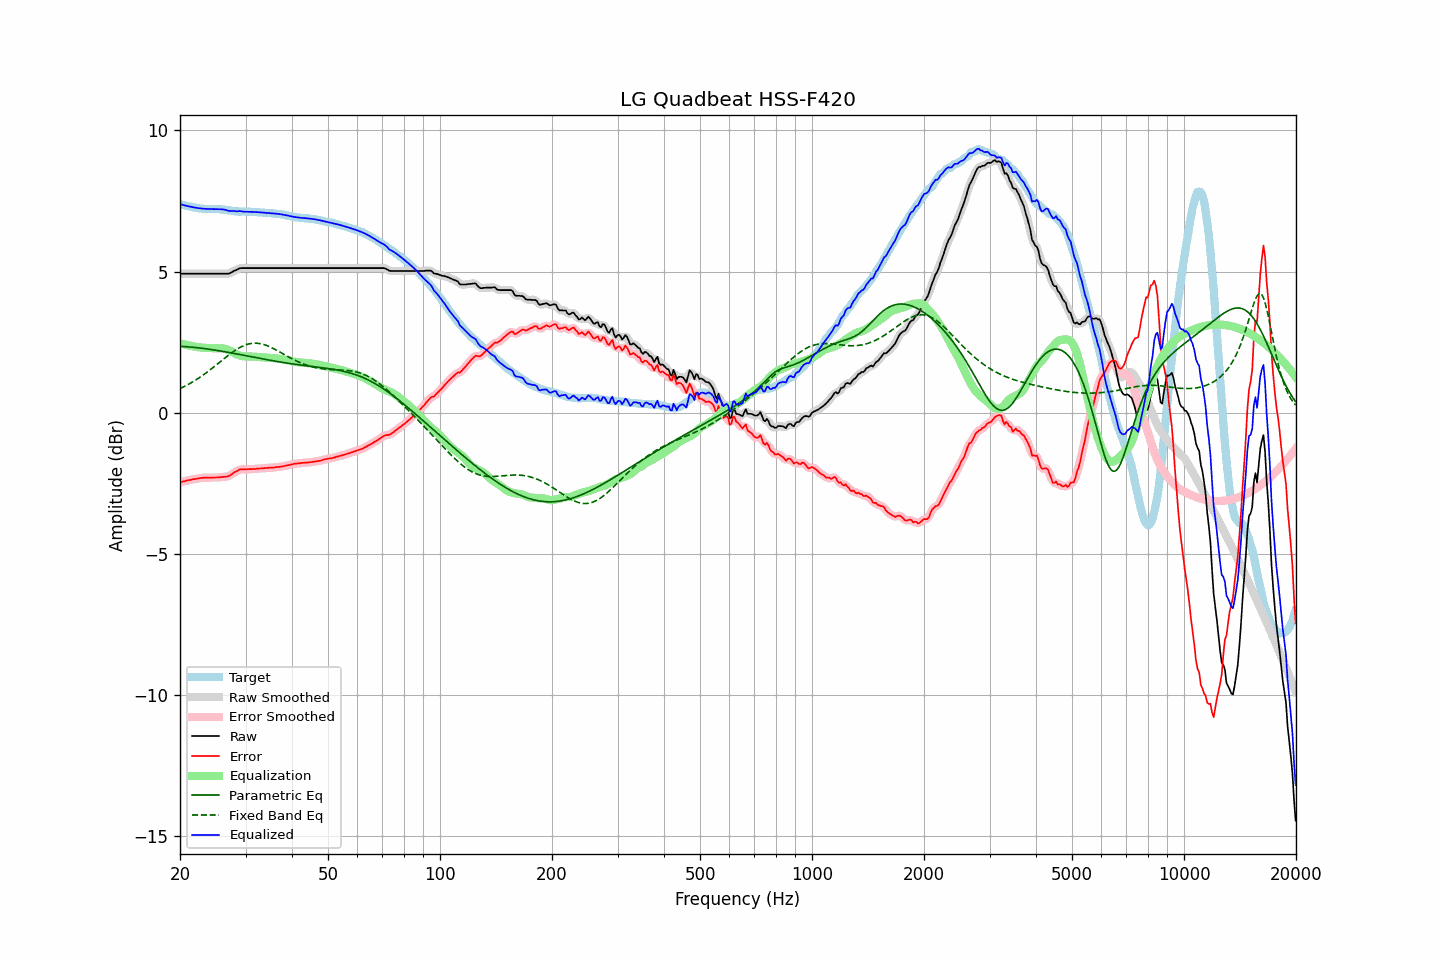 LG Quadbeat HSS-F420
10
5
0
−5
−10
−15
Amplitude (dBr)
Target
Raw Smoothed
Error Smoothed
Raw
Error
Equalization
Parametric Eq
Fixed Band Eq
Equalized
20 50 100 200 500 1000 2000 5000 10000 20000
Frequency (Hz)